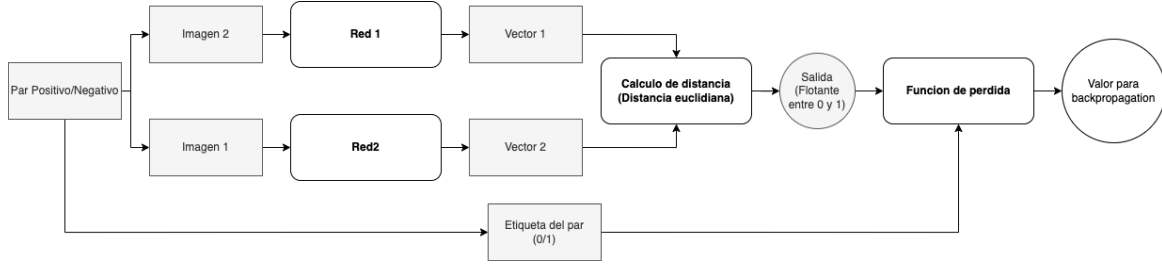 Par Positivo/Negativo
Imagen 2
Red 1
Vector 1
Imagen 1
Red2
Vector 2
Calculo de distancia
(Distancia euclidiana)
Salida
(Flotante
entre 0 y 1)
Funcion de perdida
Valor para
backpropagation
Etiqueta del par
(0/1)